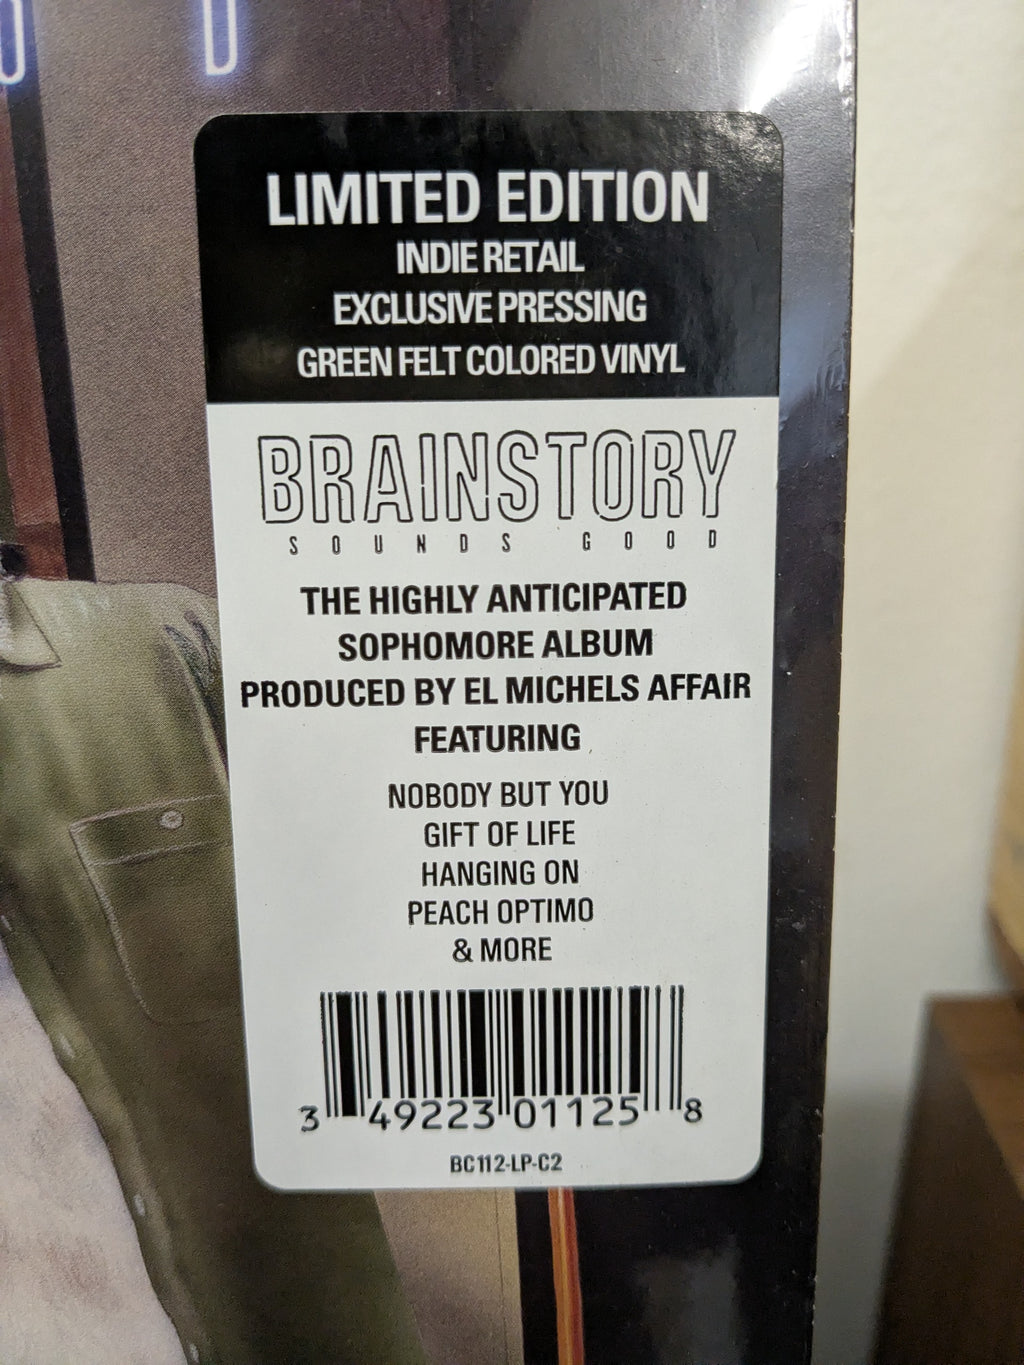 LIMITED EDITION
INDIE RETAIL
EXCLUSIVE PRESSING
GREEN FELT COLORED VINYL
BRAINSTORY
SOUNDS GOOD
THE HIGHLY ANTICIPATED
SOPHOMORE ALBUM
PRODUCED BY EL MICHELS AFFAIR
FEATURING
NOBODY BUT YOU
GIFT OF LIFE
HANGING ON
PEACH OPTIMO
& MORE
3 49223 01125 8
BC112-LP-C2